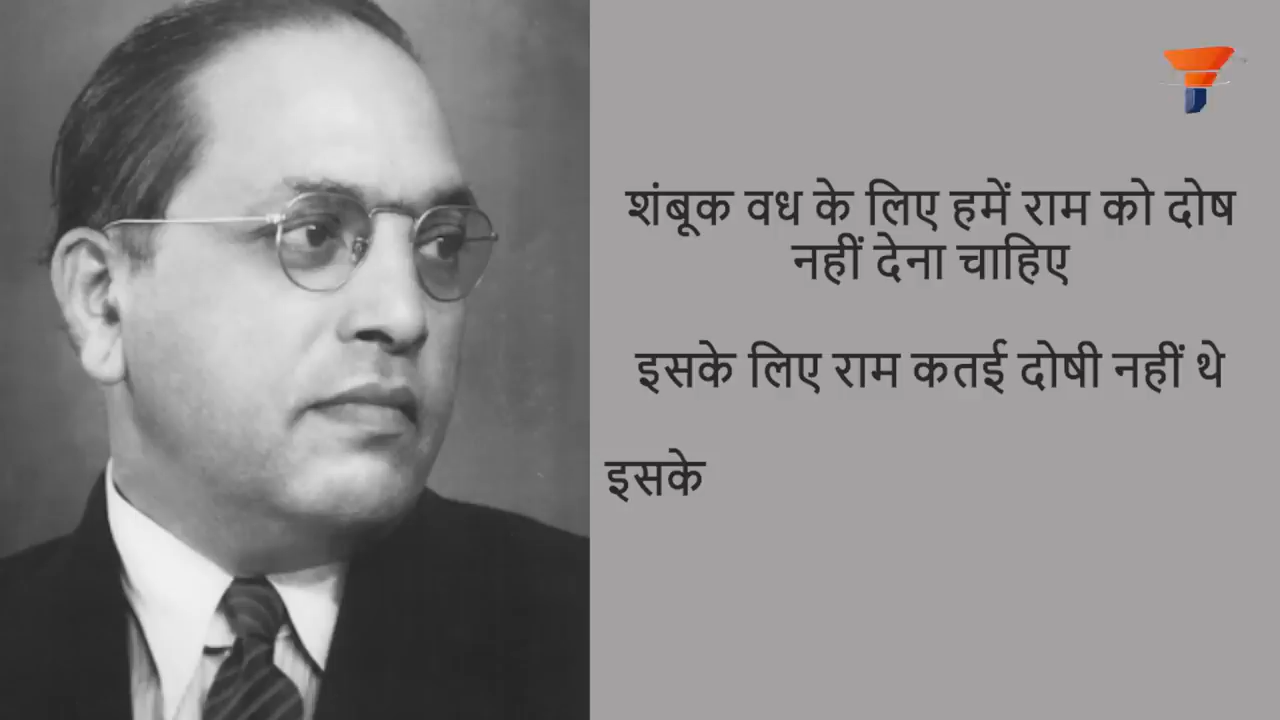 शंबूक वध के लिए हमें राम को दोष
नहीं देना चाहिए
इसके लिए राम कतई दोषी नहीं थे
इसके